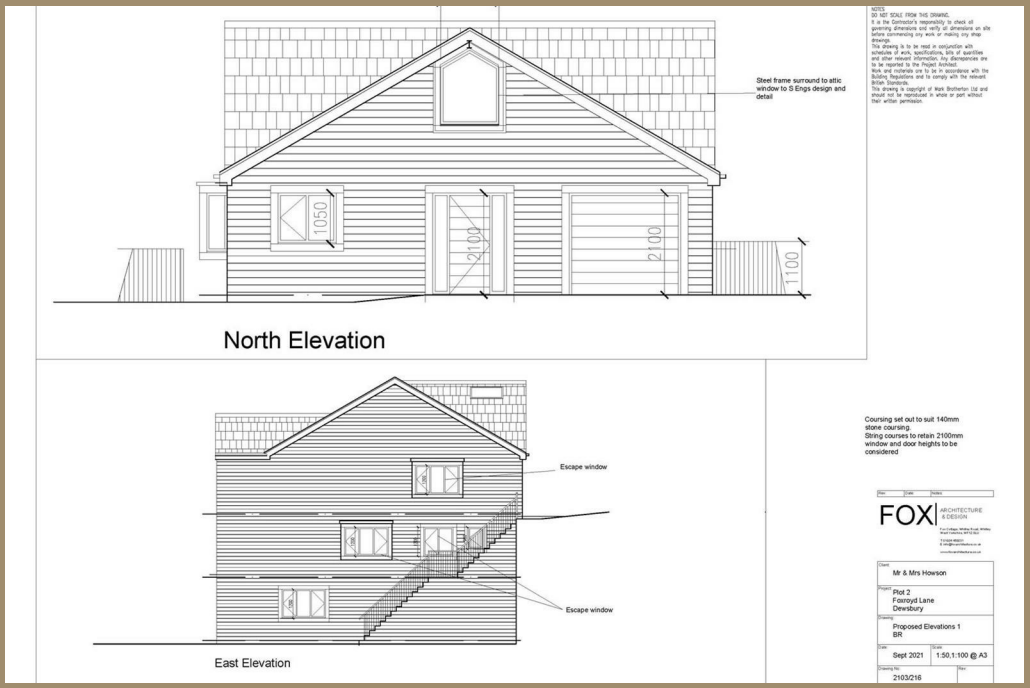 NOTES
DO NOT SCALE FROM THIS DRAWING.
It is the Contractor's responsibility to check all
governing dimensions and verify all dimensions on site
before commencing any work or making any shop
drawings.
This drawing is to be read in conjunction with
schedules of work, specifications, bills of quantities
and other relevant information. Any discrepancies are
to be reported to the Project Architect.
Work and materials are to be in accordance with the
Building Regulations and to comply with the relevant
British Standards.
This drawing is copyright of Mark Brotherton Ltd and
should not be reproduced in whole or part without
their written permission.
Steel frame surround to attic
window to S Engs design and
detail
1050
2100
2100
1100
North Elevation
Escape window
Escape window
East Elevation
Coursing set out to suit 140mm
stone coursing.
String courses to retain 2100mm
window and door heights to be
considered
Rev. Date Notes
FOX ARCHITECTURE
& DESIGN
Client
Mr & Mrs Howson
Project
Plot 2
Foxroyd Lane
Dewsbury
Drawing
Proposed Elevations 1
BR
Date
Sept 2021
Scale
1:50,1:100 @ A3
Drawing No.
2103/216
Rev.